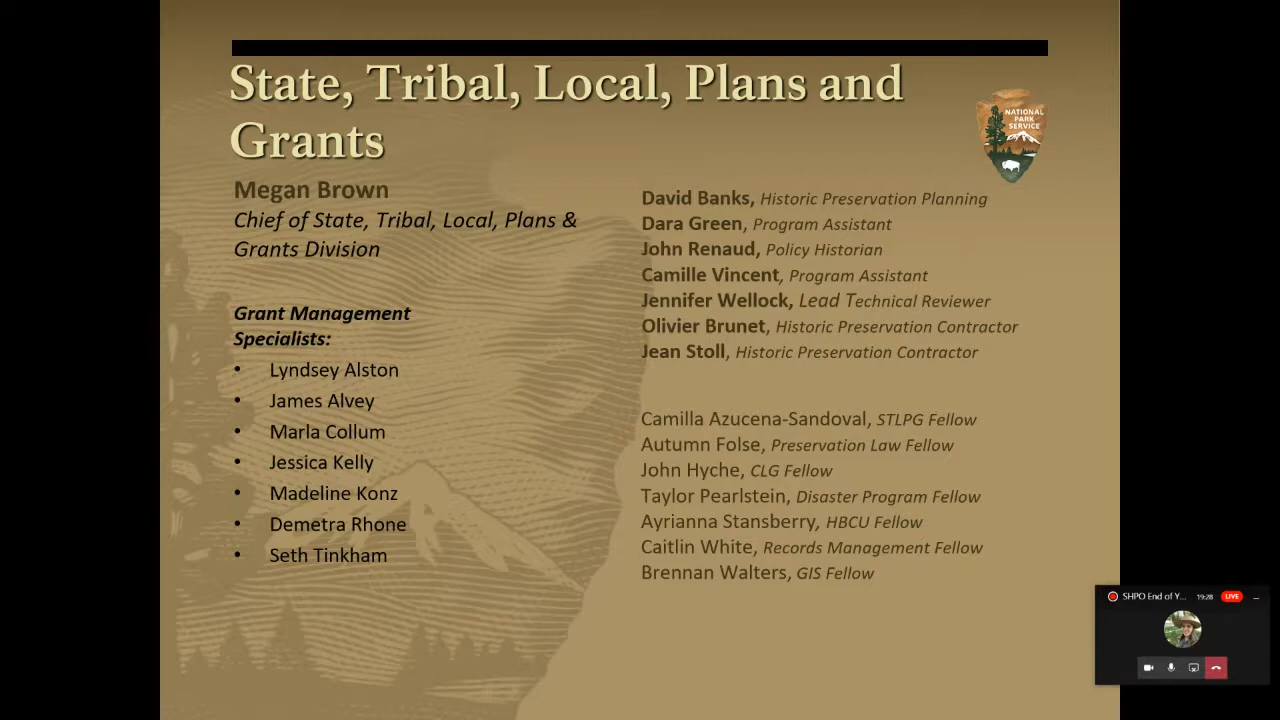 State, Tribal, Local, Plans and
Grants
NATIONAL
PARK
SERVICE
Megan Brown
Chief of State, Tribal, Local, Plans &
Grants Division
Grant Management
Specialists:
• Lyndsey Alston
• James Alvey
• Marla Collum
• Jessica Kelly
• Madeline Konz
• Demetra Rhone
• Seth Tinkham
David Banks, Historic Preservation Planning
Dara Green, Program Assistant
John Renaud, Policy Historian
Camille Vincent, Program Assistant
Jennifer Wellock, Lead Technical Reviewer
Olivier Brunet, Historic Preservation Contractor
Jean Stoll, Historic Preservation Contractor
Camilla Azucena-Sandoval, STLPG Fellow
Autumn Folse, Preservation Law Fellow
John Hyche, CLG Fellow
Taylor Pearlstein, Disaster Program Fellow
Ayrianna Stansberry, HBCU Fellow
Caitlin White, Records Management Fellow
Brennan Walters, GIS Fellow
SHPO End of Y... 19:28 LIVE